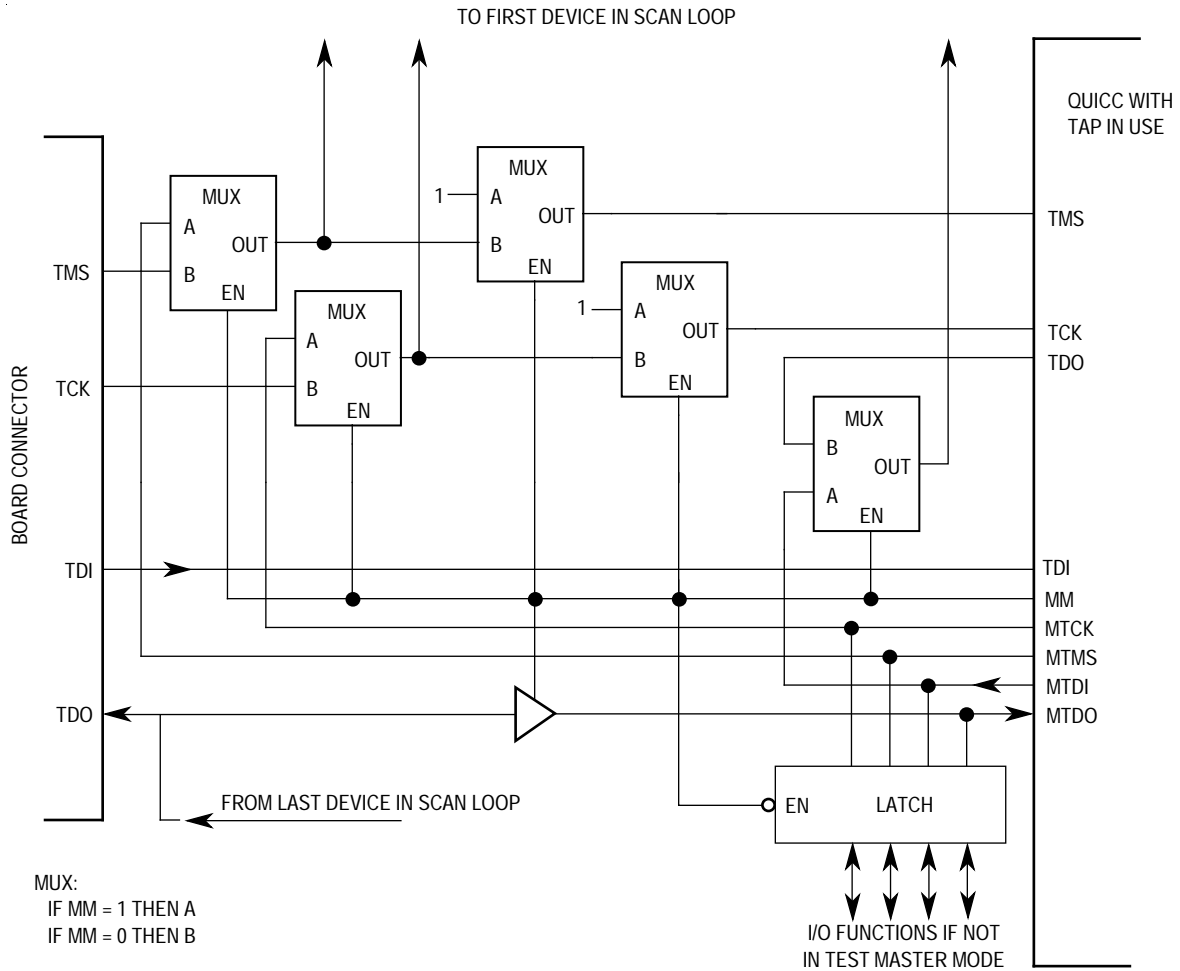 TO FIRST DEVICE IN SCAN LOOP
QUICC WITH
TAP IN USE
BOARD CONNECTOR
TMS
TCK
TDI
TDO
MUX
A
B
OUT
EN
MUX
A
B
OUT
EN
1
MUX
A
B
OUT
EN
1
MUX
A
B
OUT
EN
MUX
B
A
OUT
EN
TMS
TCK
TDO
TDI
MM
MTCK
MTMS
MTDI
MTDO
EN
LATCH
FROM LAST DEVICE IN SCAN LOOP
MUX:
IF MM = 1 THEN A
IF MM = 0 THEN B
I/O FUNCTIONS IF NOT
IN TEST MASTER MODE